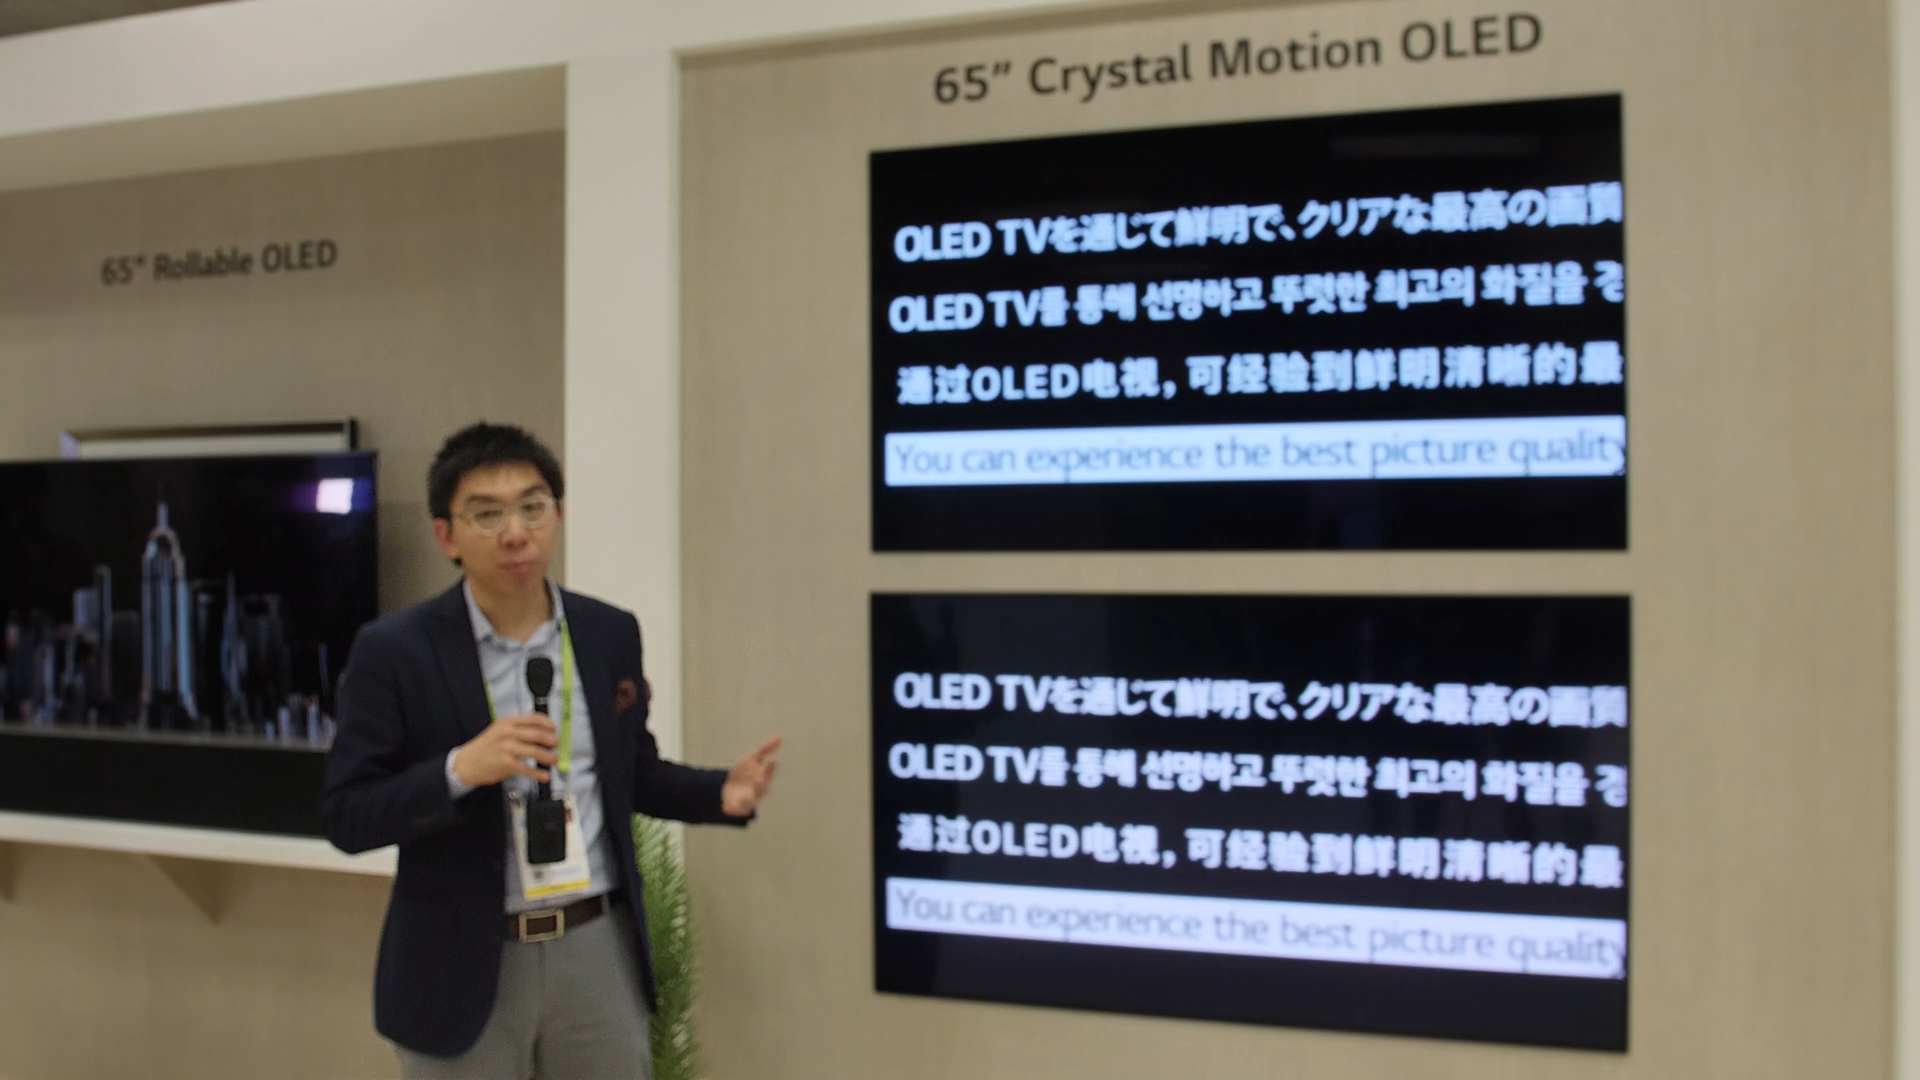 65” Rollable OLED
65” Crystal Motion OLED
OLED TVを通じて鮮明で、クリアな最高の画質
OLED TV를 통해 선명하고 뚜렷한 최고의 화질을
通过OLED电视，可经验到鲜明清晰的最
You can experience the best picture quality
OLED TVを通じて鮮明で、クリアな最高の画質
OLED TV를 통해 선명하고 뚜렷한 최고의 화질을
通过OLED电视，可经验到鲜明清晰的最
You can experience the best picture quality